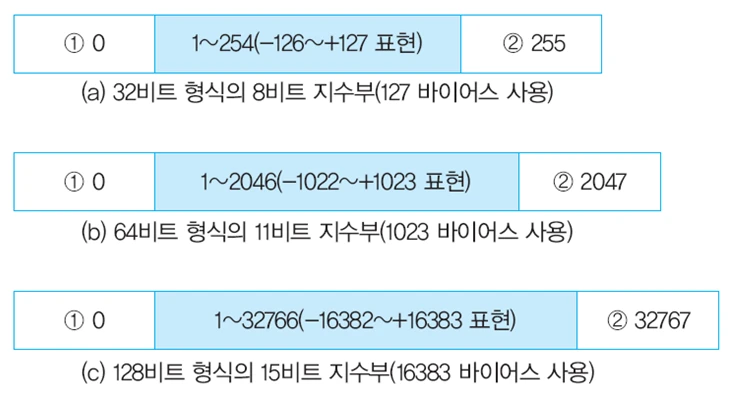 ① 0 1~254(-126~+127 표현) ② 255
(a) 32비트 형식의 8비트 지수부(127 바이어스 사용)
① 0 1~2046(-1022~+1023 표현) ② 2047
(b) 64비트 형식의 11비트 지수부(1023 바이어스 사용)
① 0 1~32766(-16382~+16383 표현) ② 32767
(c) 128비트 형식의 15비트 지수부(16383 바이어스 사용)